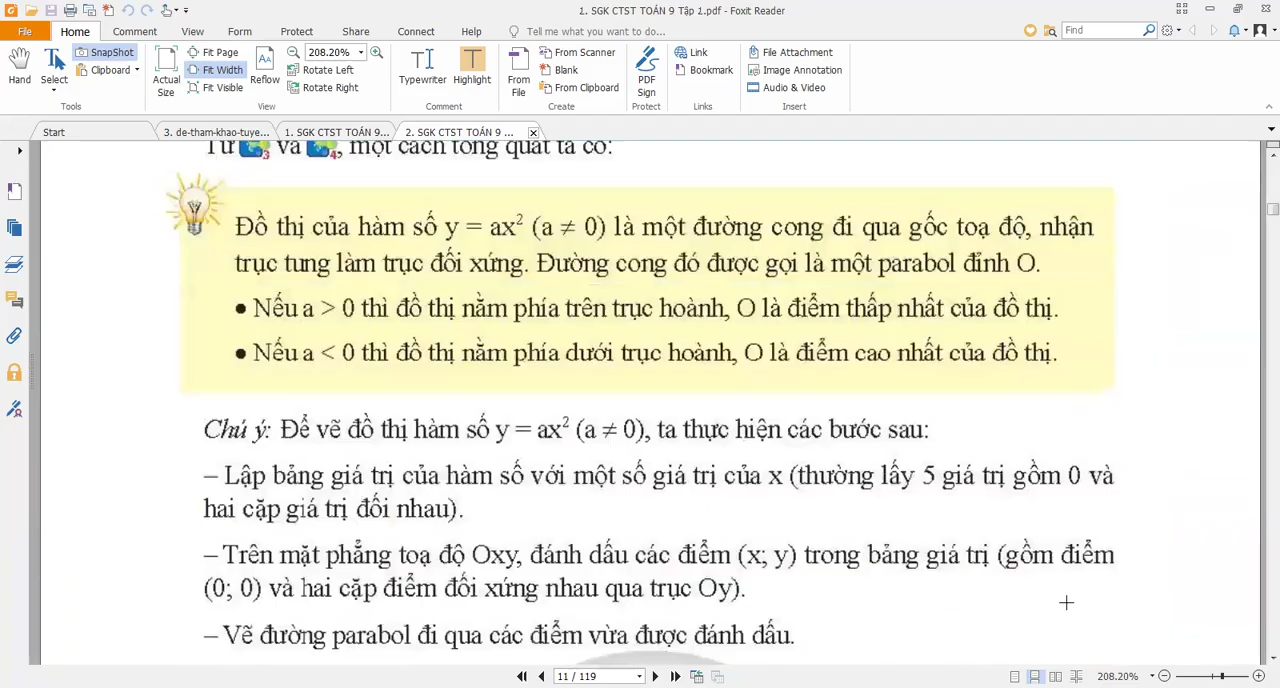 1. SGK CTST TOÁN 9 Tập 1.pdf - Foxit Reader
File Home Comment View Form Protect Share Connect Help Tell me what you want to do... Find
Hand Select SnapShot Clipboard Actual Size Fit Page Fit Width Fit Visible Reflow 208.20% Rotate Left Rotate Right Typewriter Highlight From File From Scanner Blank From Clipboard PDF Sign Link Bookmark File Attachment Image Annotation Audio & Video
Tools View Comment Create Protect Links Insert
Start 3. de-tham-khao-tuye... 1. SGK CTST TOÁN 9... 2. SGK CTST TOÁN 9 ...
Từ 3 và 4, một cách tổng quát ta có:
Đồ thị của hàm số y = ax² (a ≠ 0) là một đường cong đi qua gốc toạ độ, nhận
trục tung làm trục đối xứng. Đường cong đó được gọi là một parabol đỉnh O.
• Nếu a > 0 thì đồ thị nằm phía trên trục hoành, O là điểm thấp nhất của đồ thị.
• Nếu a < 0 thì đồ thị nằm phía dưới trục hoành, O là điểm cao nhất của đồ thị.
Chú ý: Để vẽ đồ thị hàm số y = ax² (a ≠ 0), ta thực hiện các bước sau:
– Lập bảng giá trị của hàm số với một số giá trị của x (thường lấy 5 giá trị gồm 0 và
hai cặp giá trị đối nhau).
– Trên mặt phẳng toạ độ Oxy, đánh dấu các điểm (x; y) trong bảng giá trị (gồm điểm
(0; 0) và hai cặp điểm đối xứng nhau qua trục Oy).
– Vẽ đường parabol đi qua các điểm vừa được đánh dấu.
11 / 119 208.20%